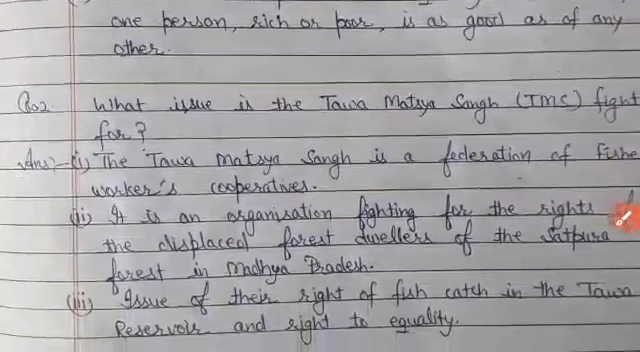 one person, rich or poor, is as good as of any
other.
Qo2. What issue is the Tawa Matsya Sangh (TMC) fight
for?
Ans:- (i) The Tawa Matsya Sangh is a federation of Fishe
worker's cooperatives.
(ii) It is an organisation fighting for the rights
the displaced forest dwellers of the Satpura
forest in Madhya Pradesh.
(iii) Issue of their right of fish catch in the Tawa
Reservoir and right to equality.